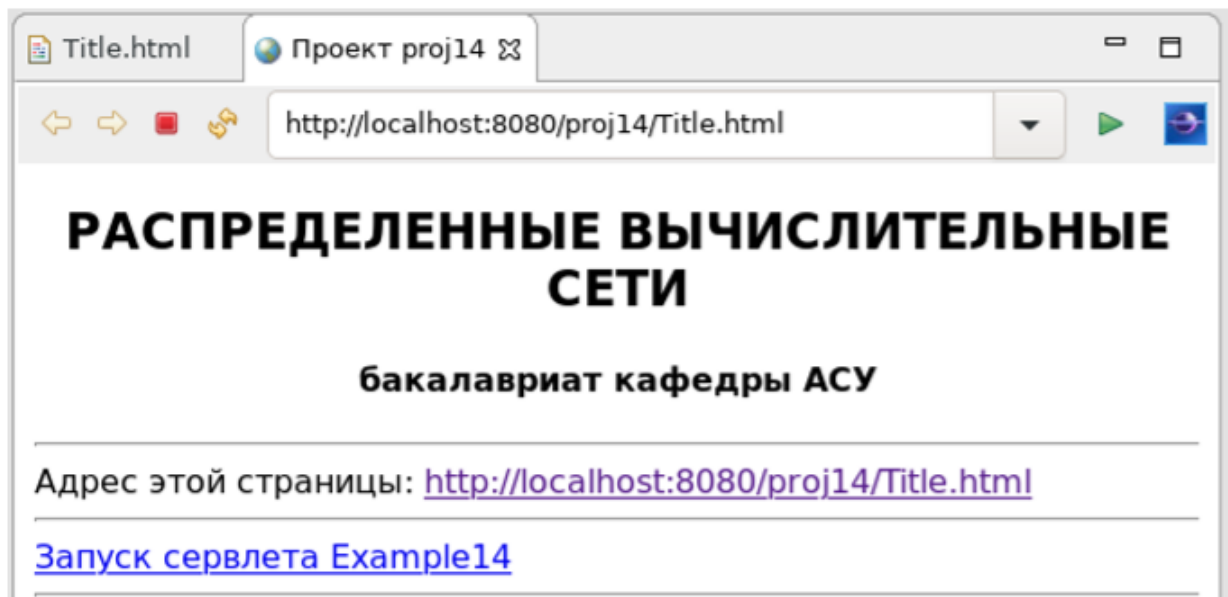 Title.html
Проект proj14
http://localhost:8080/proj14/Title.html
РАСПРЕДЕЛЕННЫЕ ВЫЧИСЛИТЕЛЬНЫЕ
СЕТИ
бакалавриат кафедры АСУ
Адрес этой страницы: http://localhost:8080/proj14/Title.html
Запуск сервлета Example14